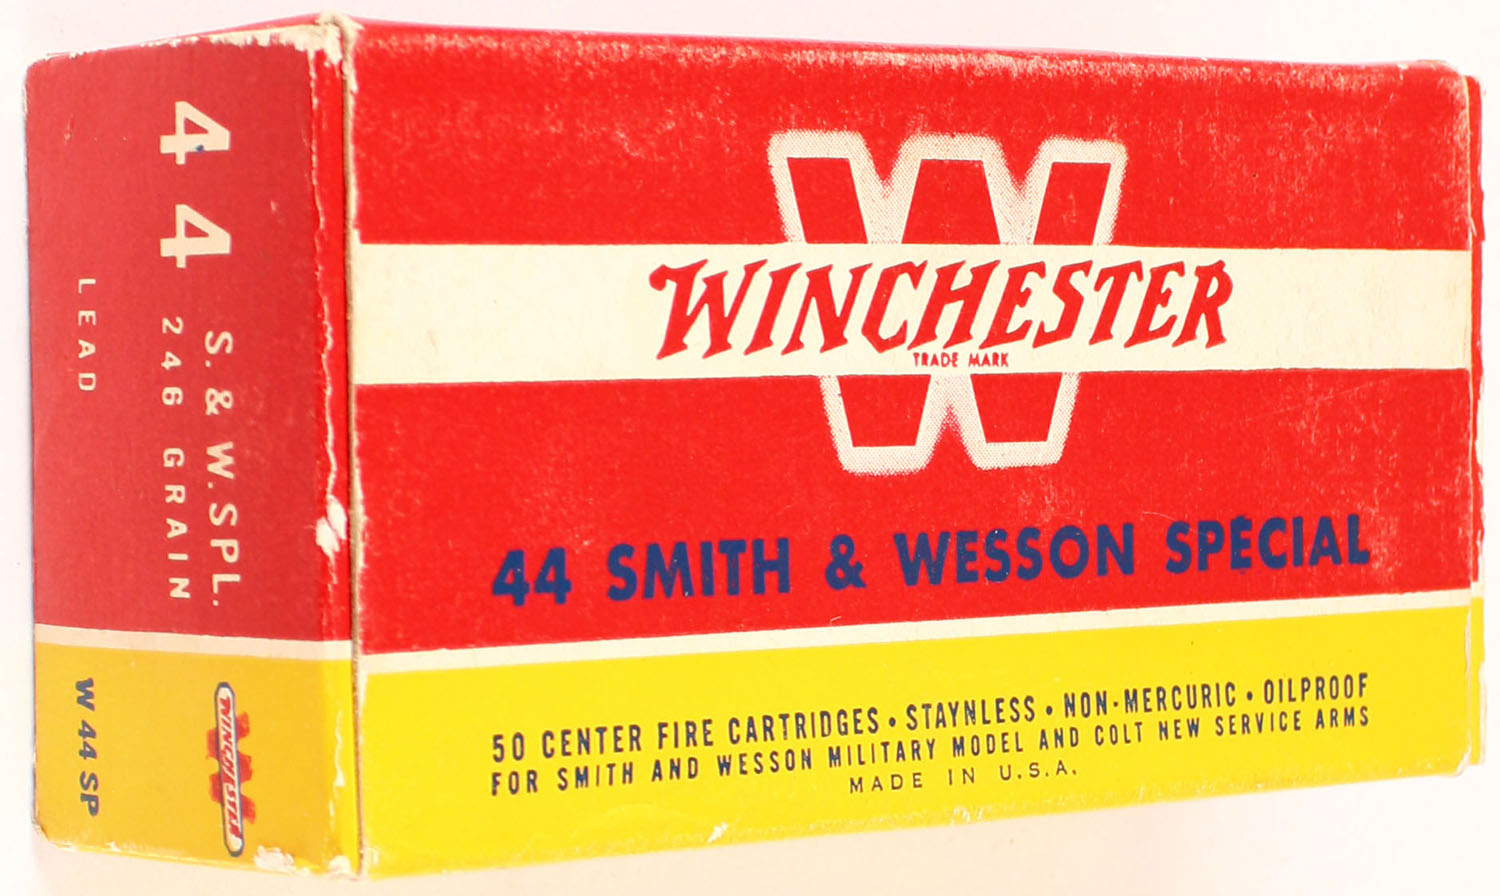 44
S. & W. SPL.
246 GRAIN
LEAD
W 44 SP
WINCHESTER
W
WINCHESTER
TRADE MARK
44 SMITH & WESSON SPECIAL
50 CENTER FIRE CARTRIDGES • STAYNLESS • NON-MERCURIC • OILPROOF
FOR SMITH AND WESSON MILITARY MODEL AND COLT NEW SERVICE ARMS
MADE IN U.S.A.